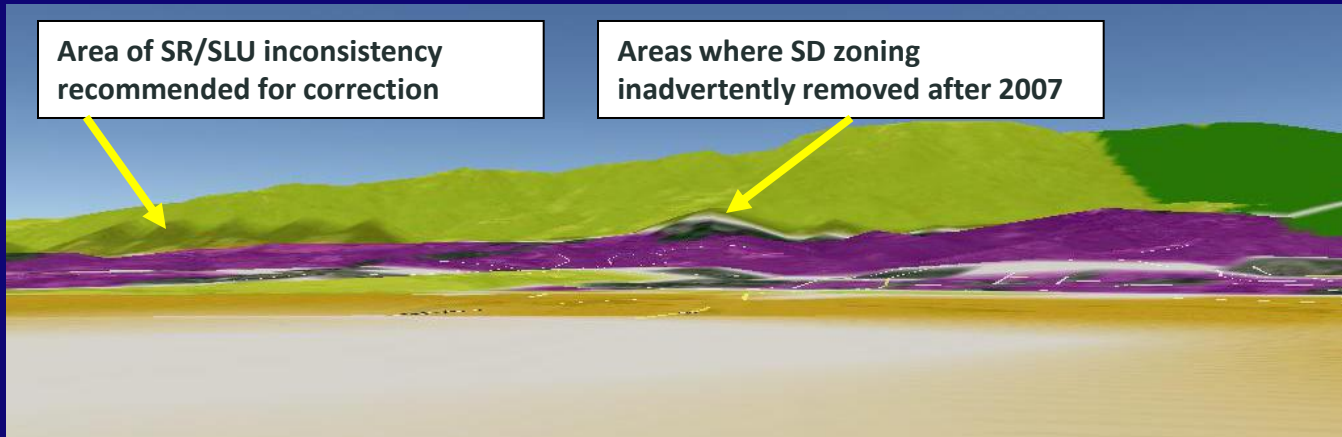 Area of SR/SLU inconsistency
recommended for correction
Areas where SD zoning
inadvertently removed after 2007